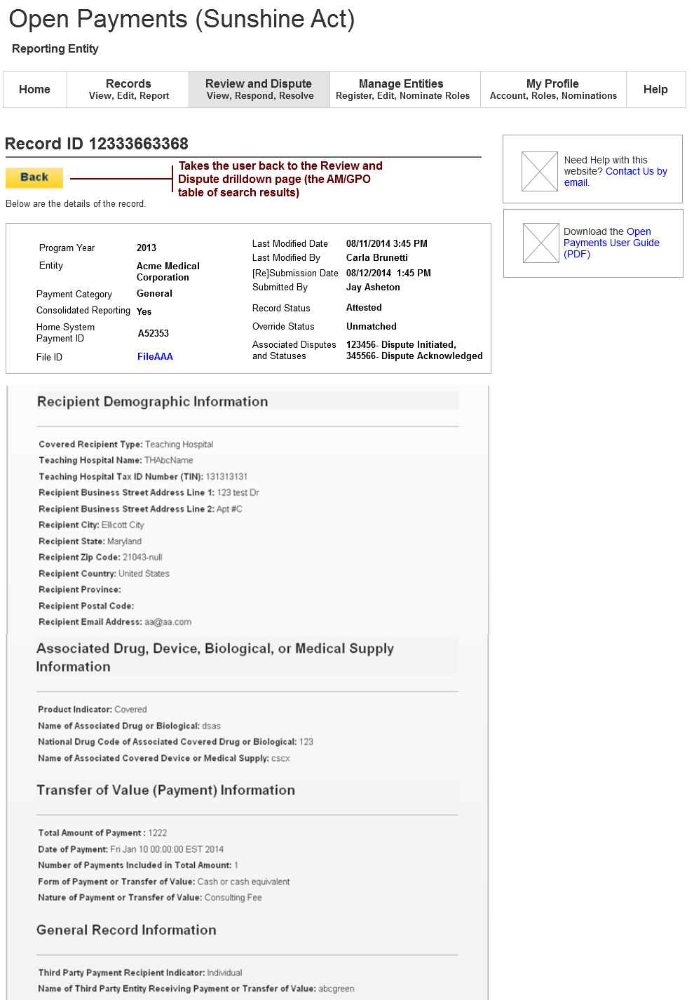 Open Payments (Sunshine Act)
Reporting Entity
Home
Records
View, Edit, Report
Review and Dispute
View, Respond, Resolve
Manage Entities
Register, Edit, Nominate Roles
My Profile
Account, Roles, Nominations
Help
Record ID 12333663368
Back
Takes the user back to the Review and
Dispute drilldown page (the AM/GPO
table of search results)
Below are the details of the record.
Need Help with this
website? Contact Us by
email.
Download the Open
Payments User Guide
(PDF)
Program Year 2013
Entity Acme Medical
Corporation
Payment Category General
Consolidated Reporting Yes
Home System
Payment ID A52353
File ID FileAAA
Last Modified Date 08/11/2014 3:45 PM
Last Modified By Carla Brunetti
[Re]Submission Date 08/12/2014 1:45 PM
Submitted By Jay Asheton
Record Status Attested
Override Status Unmatched
Associated Disputes 123456- Dispute Initiated,
and Statuses 345566- Dispute Acknowledged
Recipient Demographic Information
Covered Recipient Type: Teaching Hospital
Teaching Hospital Name: THAbcName
Teaching Hospital Tax ID Number (TIN): 131313131
Recipient Business Street Address Line 1: 123 test Dr
Recipient Business Street Address Line 2: Apt #C
Recipient City: Ellicott City
Recipient State: Maryland
Recipient Zip Code: 21043-null
Recipient Country: United States
Recipient Province:
Recipient Postal Code:
Recipient Email Address: aa@aa.com
Associated Drug, Device, Biological, or Medical Supply
Information
Product Indicator: Covered
Name of Associated Drug or Biological: dsas
National Drug Code of Associated Covered Drug or Biological: 123
Name of Associated Covered Device or Medical Supply: cscx
Transfer of Value (Payment) Information
Total Amount of Payment : 1222
Date of Payment: Fri Jan 10 00:00:00 EST 2014
Number of Payments Included in Total Amount: 1
Form of Payment or Transfer of Value: Cash or cash equivalent
Nature of Payment or Transfer of Value: Consulting Fee
General Record Information
Third Party Payment Recipient Indicator: Individual
Name of Third Party Entity Receiving Payment or Transfer of Value: abcgreen